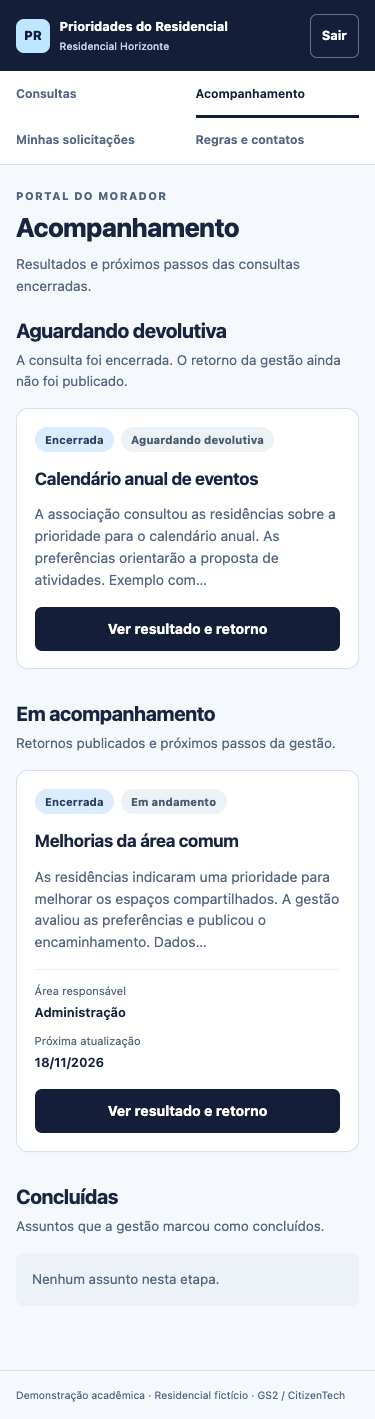 PR
Prioridades do Residencial
Residencial Horizonte
Sair
Consultas
Acompanhamento
Minhas solicitações
Regras e contatos
PORTAL DO MORADOR
Acompanhamento
Resultados e próximos passos das consultas
encerradas.
Aguardando devolutiva
A consulta foi encerrada. O retorno da gestão ainda
não foi publicado.
Encerrada
Aguardando devolutiva
Calendário anual de eventos
A associação consultou as residências sobre a
prioridade para o calendário anual. As
preferências orientarão a proposta de
atividades. Exemplo com…
Ver resultado e retorno
Em acompanhamento
Retornos publicados e próximos passos da gestão.
Encerrada
Em andamento
Melhorias da área comum
As residências indicaram uma prioridade para
melhorar os espaços compartilhados. A gestão
avaliou as preferências e publicou o
encaminhamento. Dados…
Área responsável
Administração
Próxima atualização
18/11/2026
Ver resultado e retorno
Concluídas
Assuntos que a gestão marcou como concluídos.
Nenhum assunto nesta etapa.
Demonstração acadêmica · Residencial fictício · GS2 / CitizenTech